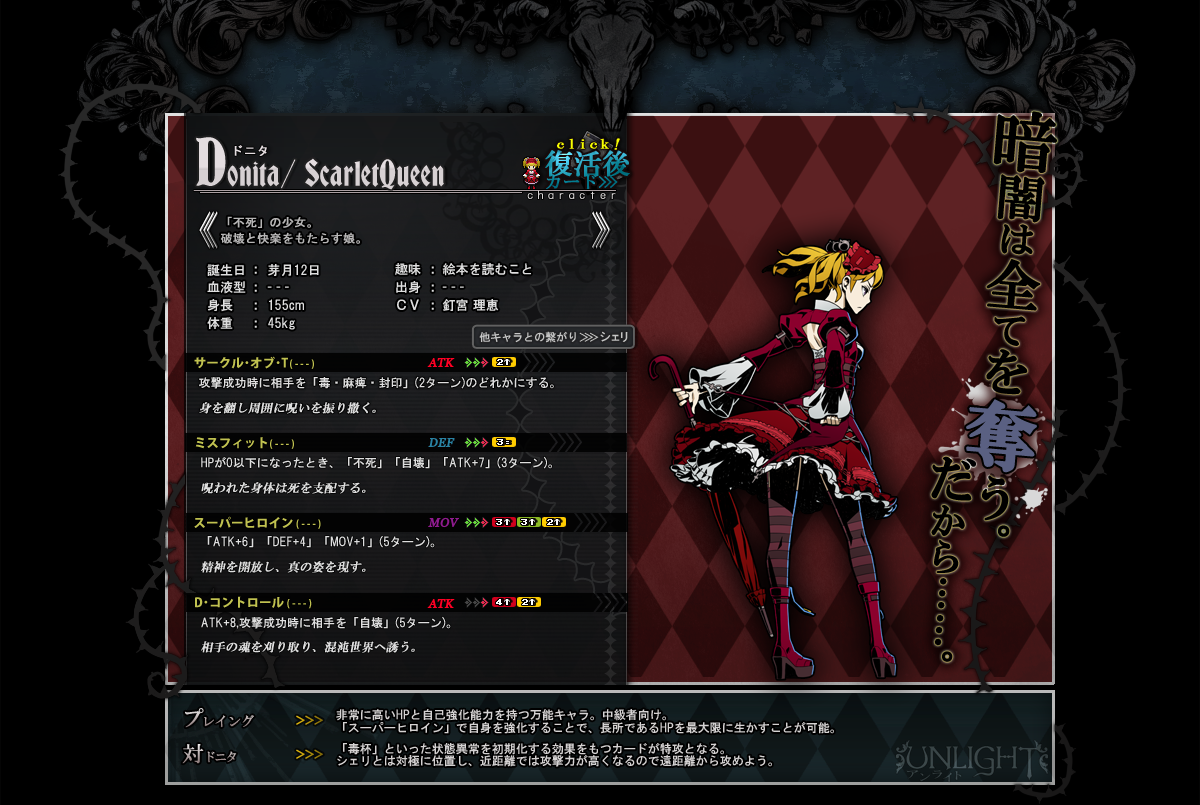 ドニタ
Donita/ ScarletQueen
click!
復活後
カード
character
「不死」の少女。
破壊と快楽をもたらす娘。
誕生日 : 芽月12日
趣味 : 絵本を読むこと
血液型 : - - -
出身 : - - -
身長 : 155cm
ＣＶ : 釘宮 理恵
体重 : 45kg
他キャラとの繋がり>>>シェリ
サークル・オブ・T(---) ATK 2↑
攻撃成功時に相手を「毒・麻痺・封印」(2ターン)のどれかにする。
身を翻し周囲に呪いを振り撒く。
ミスフィット(---) DEF 3=
HPが0以下になったとき、「不死」「自壊」「ATK+7」(3ターン)。
呪われた身体は死を支配する。
スーパーヒロイン(---) MOV 3↑ 3↑ 2↑
「ATK+6」「DEF+4」「MOV+1」(5ターン)。
精神を開放し、真の姿を現す。
D・コントロール(---) ATK 4↑ 2↑
ATK+8,攻撃成功時に相手を「自壊」(5ターン)。
相手の魂を刈り取り、混沌世界へ誘う。
暗闇は全てを奪う。
だから……。
プレイング >>> 非常に高いHPと自己強化能力を持つ万能キャラ。中級者向け。
「スーパーヒロイン」で自身を強化することで、長所であるHPを最大限に生かすことが可能。
対ドニタ >>> 「毒杯」といった状態異常を初期化する効果をもつカードが特攻となる。
シェリとは対極に位置し、近距離では攻撃力が高くなるので遠距離から攻めよう。
UNLIGHT
アンライト